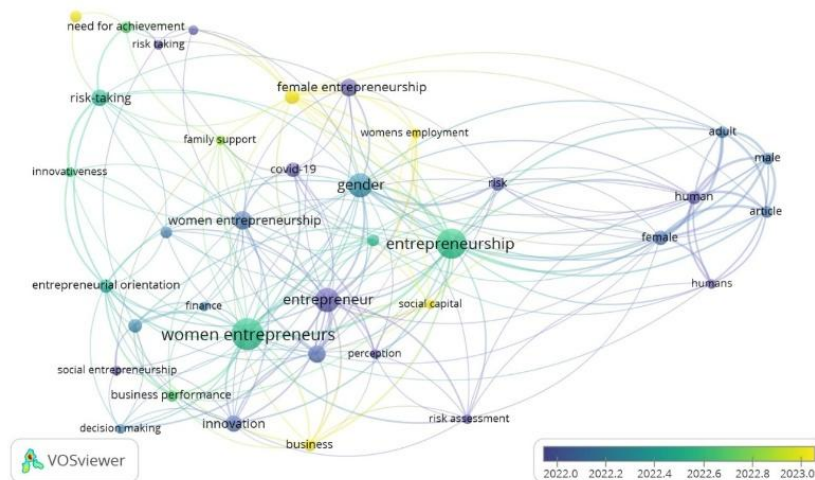 need for achievement
risk taking
female entrepreneurship
risk-taking
womens employment
adult
family support
male
covid-19
innovativeness
gender
risk
human
article
women entrepreneurship
female
entrepreneurship
entrepreneurial orientation
humans
entrepreneur
finance
social capital
women entrepreneurs
perception
social entrepreneurship
business performance
risk assessment
decision making
innovation
business
VOSviewer
2022.0 2022.2 2022.4 2022.6 2022.8 2023.0